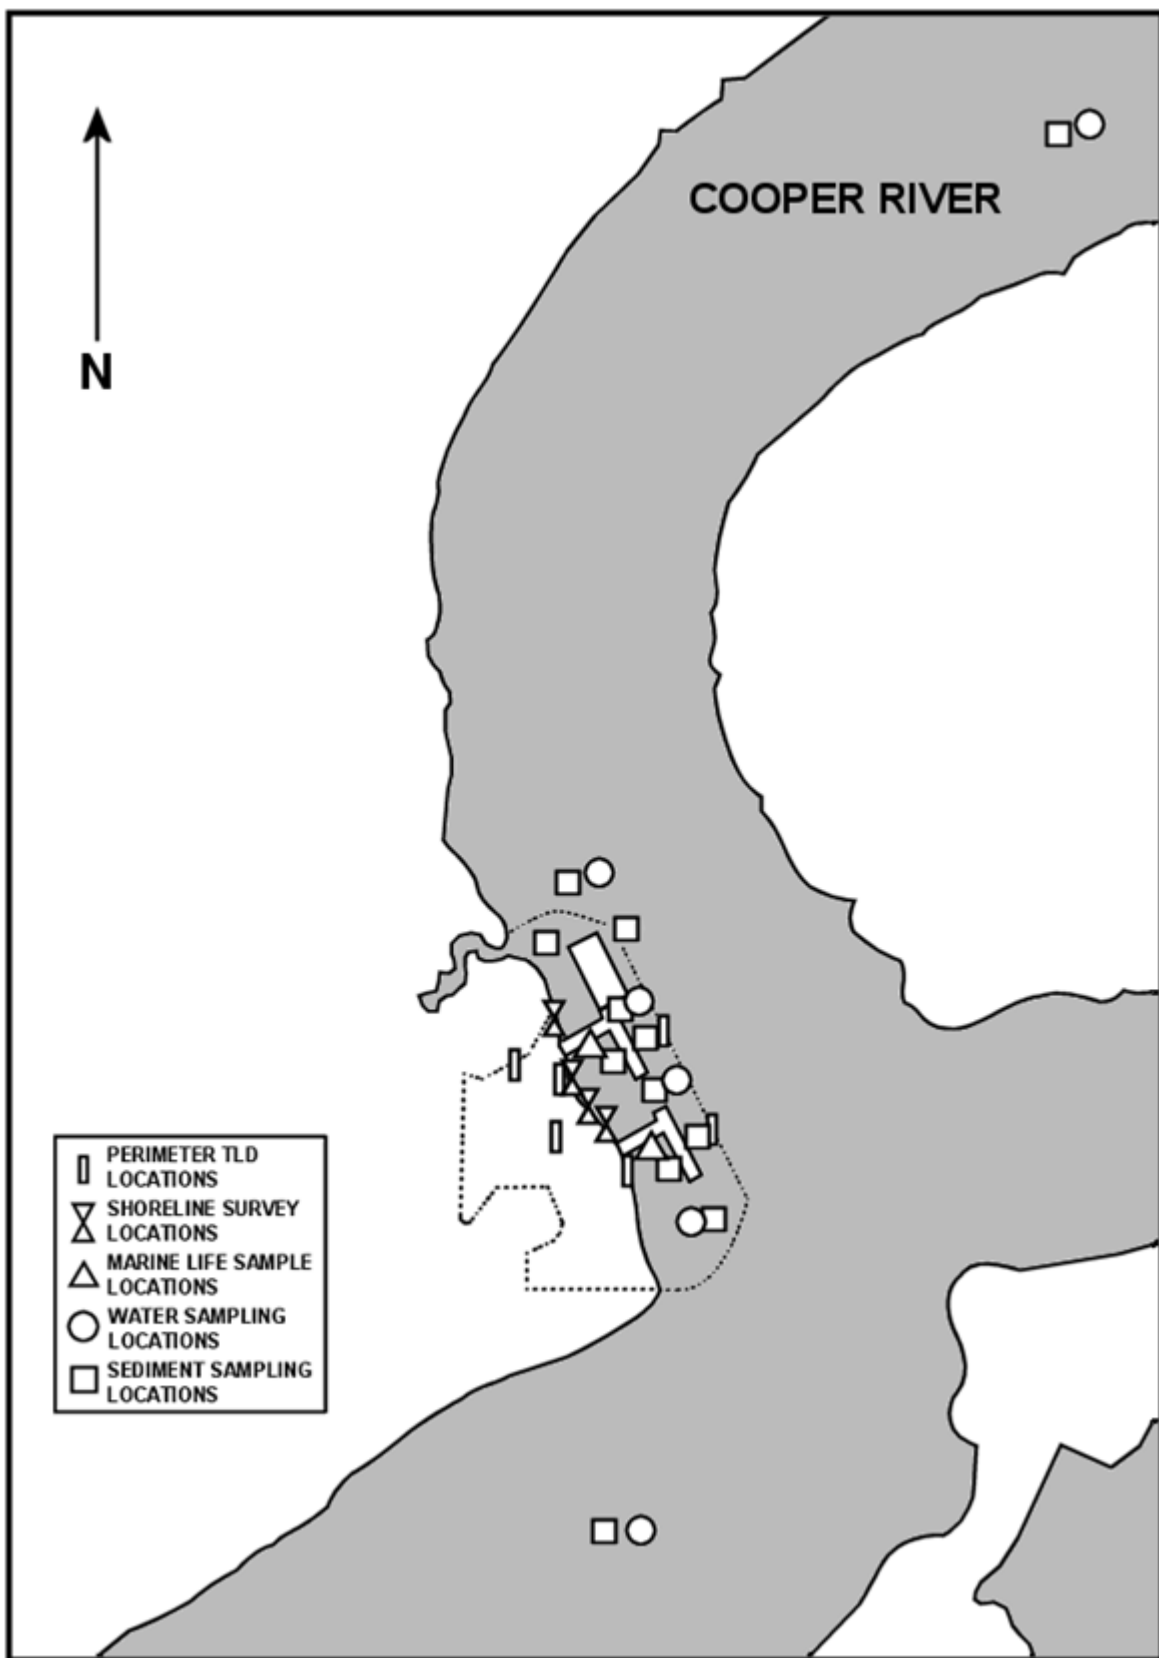 COOPER RIVER
N
PERIMETER TLD
LOCATIONS
SHORELINE SURVEY
LOCATIONS
MARINE LIFE SAMPLE
LOCATIONS
WATER SAMPLING
LOCATIONS
SEDIMENT SAMPLING
LOCATIONS